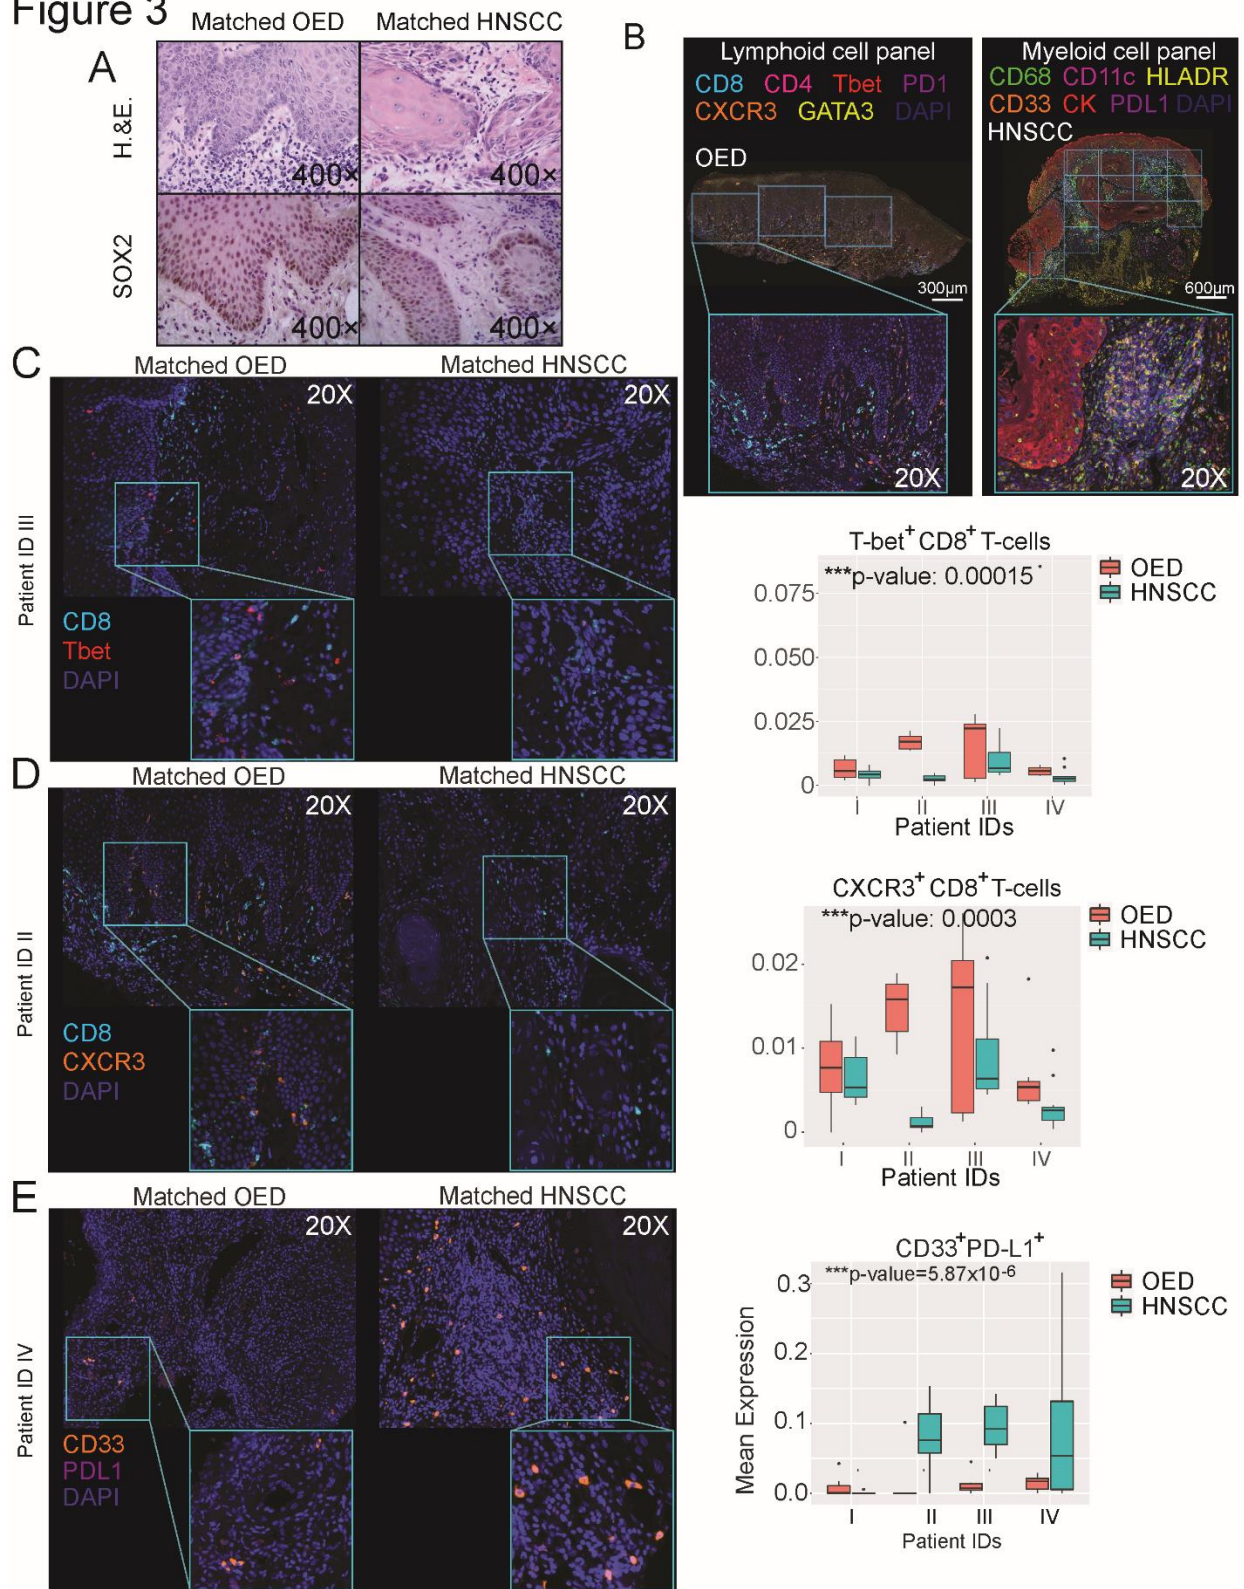 Figure 3
Matched OED Matched HNSCC
A
H.&E.
400× 400×
SOX2
400× 400×
B
Lymphoid cell panel
CD8 CD4 Tbet PD1
CXCR3 GATA3 DAPI
OED
300µm
20X
Myeloid cell panel
CD68 CD11c HLADR
CD33 CK PDL1 DAPI
HNSCC
600µm
20X
C
Matched OED Matched HNSCC
20X 20X
Patient ID III
CD8
Tbet
DAPI
T-bet+ CD8+ T-cells
***p-value: 0.00015
OED
HNSCC
0.075
0.050
0.025
0
I II III IV
Patient IDs
D
Matched OED Matched HNSCC
20X 20X
Patient ID II
CD8
CXCR3
DAPI
CXCR3+ CD8+ T-cells
***p-value: 0.0003
OED
HNSCC
0.02
0.01
0
I II III IV
Patient IDs
E
Matched OED Matched HNSCC
20X 20X
Patient ID IV
CD33
PDL1
DAPI
CD33+PD-L1+
***p-value=5.87x10-6
OED
HNSCC
Mean Expression
0.3
0.2
0.1
0.0
I II III IV
Patient IDs